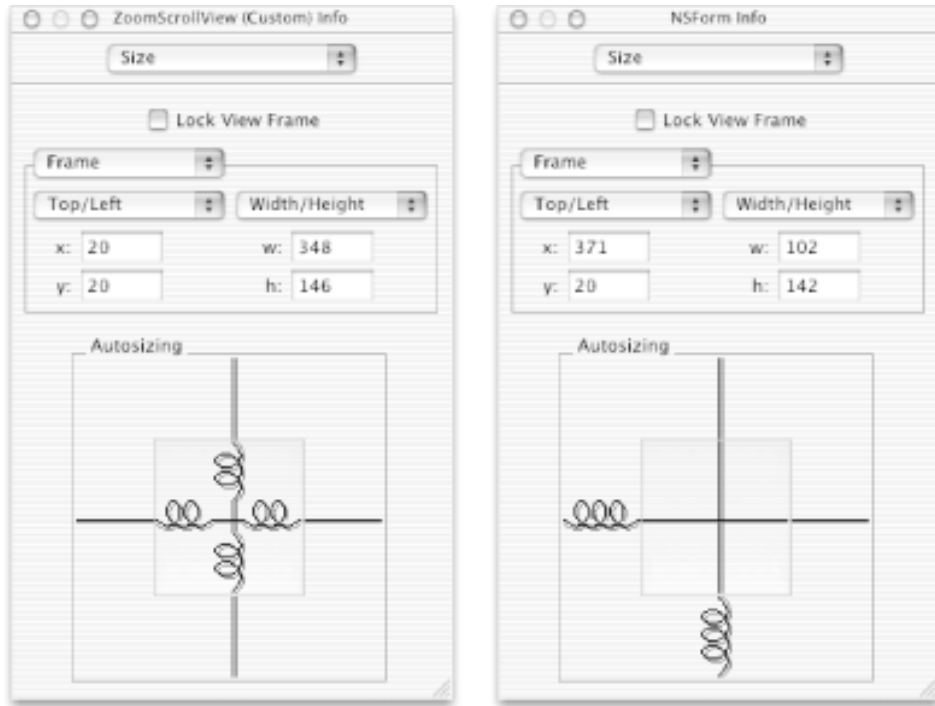 ZoomScrollView (Custom) Info
Size
Lock View Frame
Frame
Top/Left Width/Height
x: 20 w: 348
y: 20 h: 146
Autosizing
NSForm Info
Size
Lock View Frame
Frame
Top/Left Width/Height
x: 371 w: 102
y: 20 h: 142
Autosizing